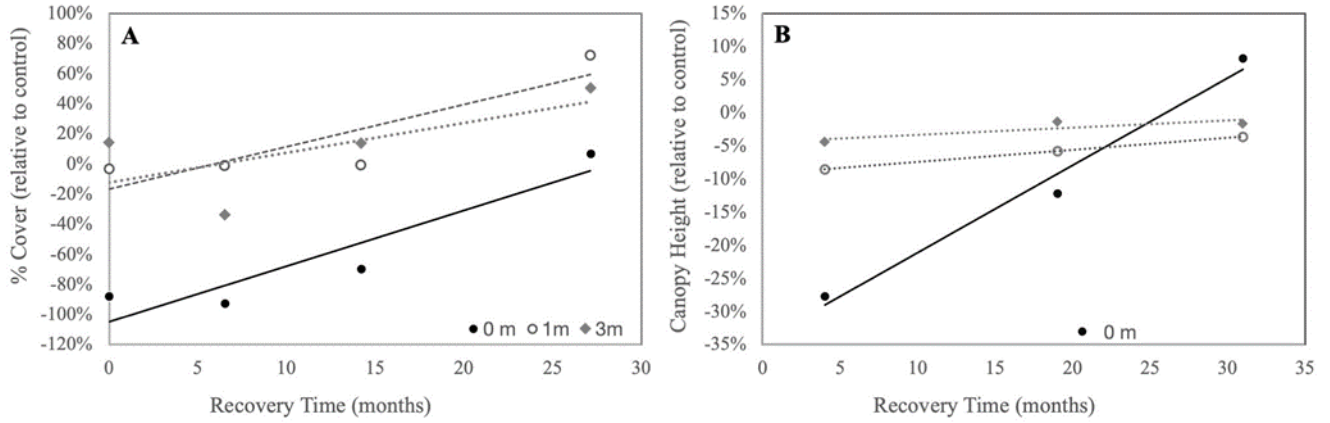 % Cover (relative to control)
A
100%
80%
60%
40%
20%
0%
-20%
-40%
-60%
-80%
-100%
-120%
0 m 1m 3m
0 5 10 15 20 25 30
Recovery Time (months)
Canopy Height (relative to control)
B
15%
10%
5%
0%
-5%
-10%
-15%
-20%
-25%
-30%
-35%
0 m
0 5 10 15 20 25 30 35
Recovery Time (months)